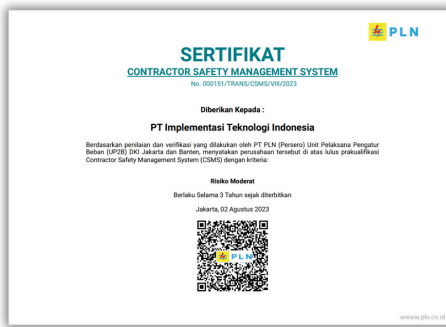 PLN
SERTIFIKAT
CONTRACTOR SAFETY MANAGEMENT SYSTEM
No. 000151/TRANS/CSMS/VIII/2023
Diberikan Kepada :
PT Implementasi Teknologi Indonesia
Berdasarkan penilaian dan verifikasi yang dilakukan oleh PT PLN (Persero) Unit Pelaksana Pengatur
Beban (UP2B) DKI Jakarta dan Banten, menyatakan perusahaan tersebut di atas lulus prakualifikasi
Contractor Safety Management System (CSMS) dengan kriteria:
Risiko Moderat
Berlaku Selama 3 Tahun sejak diterbitkan
Jakarta, 02 Agustus 2023
PLN
wwww.pln.co.id